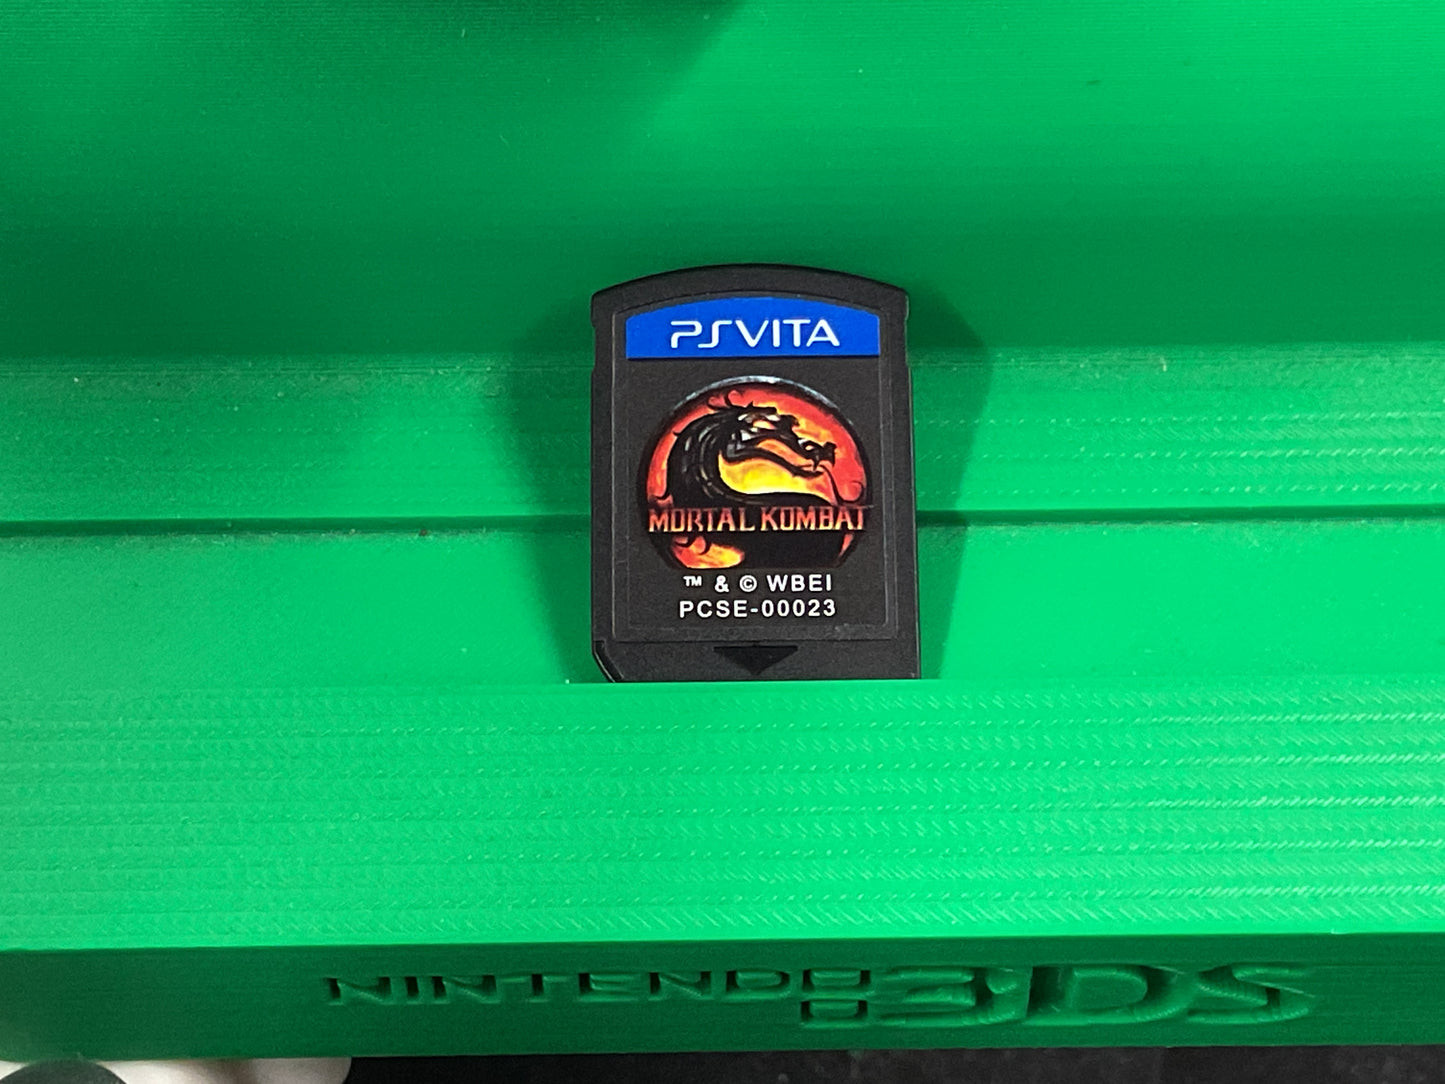 PSVITA
MORTAL KOMBAT
™ & © WBEI
PCSE-00023
NINTENDO 3DS